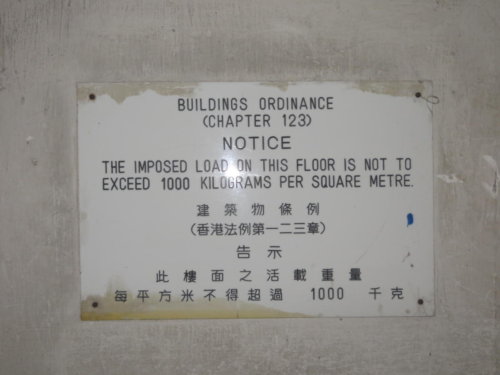 BUILDINGS ORDINANCE
(CHAPTER 123)
NOTICE
THE IMPOSED LOAD ON THIS FLOOR IS NOT TO
EXCEED 1000 KILOGRAMS PER SQUARE METRE.
建築物條例
(香港法例第一二三章)
告示
此樓面之活載重量
每平方米不得超過 1000 千克